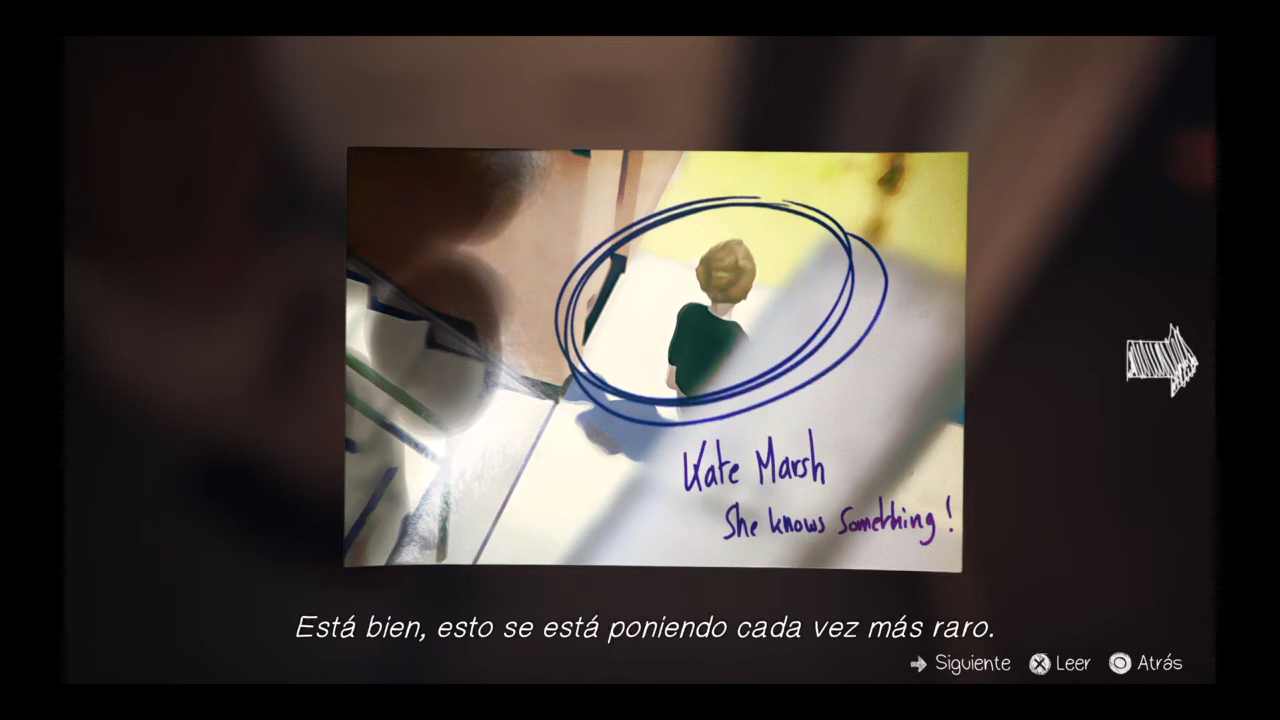 Kate Marsh
She knows Something!
Está bien, esto se está poniendo cada vez más raro.
Siguiente Leer Atrás